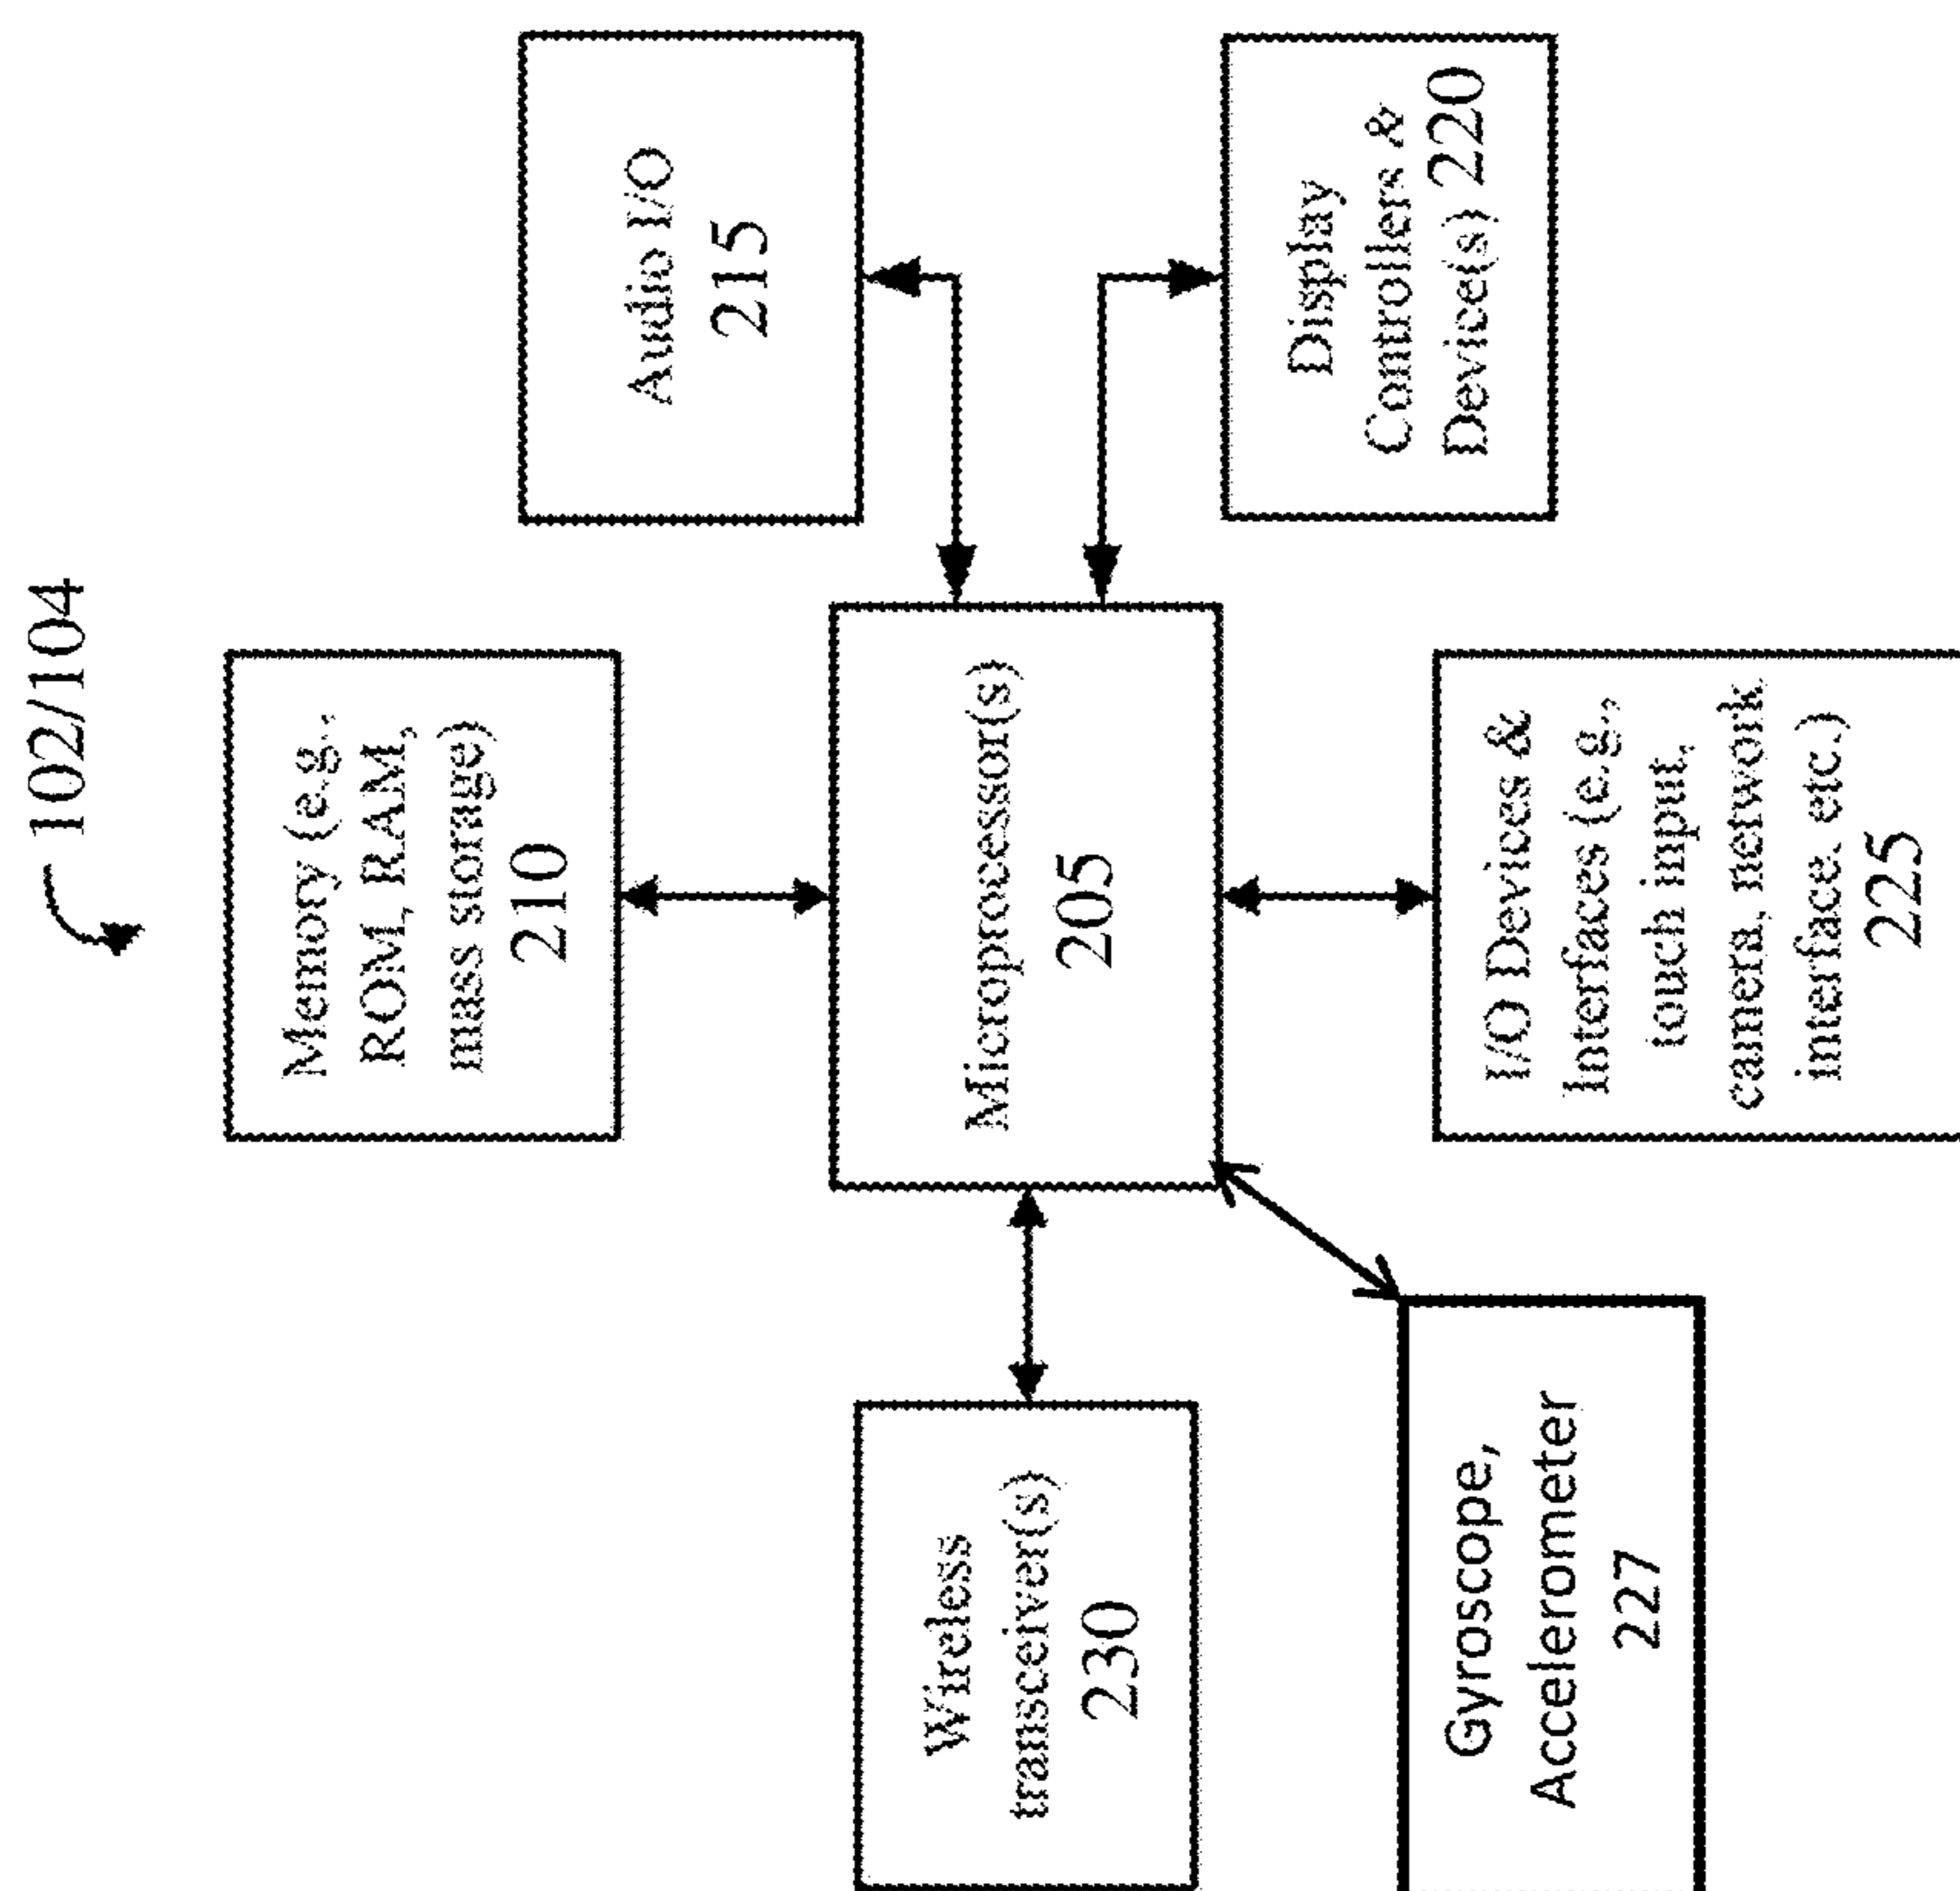 102/104
Memory (e.g.,
ROM, RAM,
mass storage)
210
Wireless
transceiver(s)
230
Microprocessor(s)
205
Audio I/O
215
Display
Controllers &
Device(s) 220
Gyroscope,
Accelerometer
227
I/O Devices &
Interfaces (e.g.,
touch input,
camera, network
interface. etc.)
225